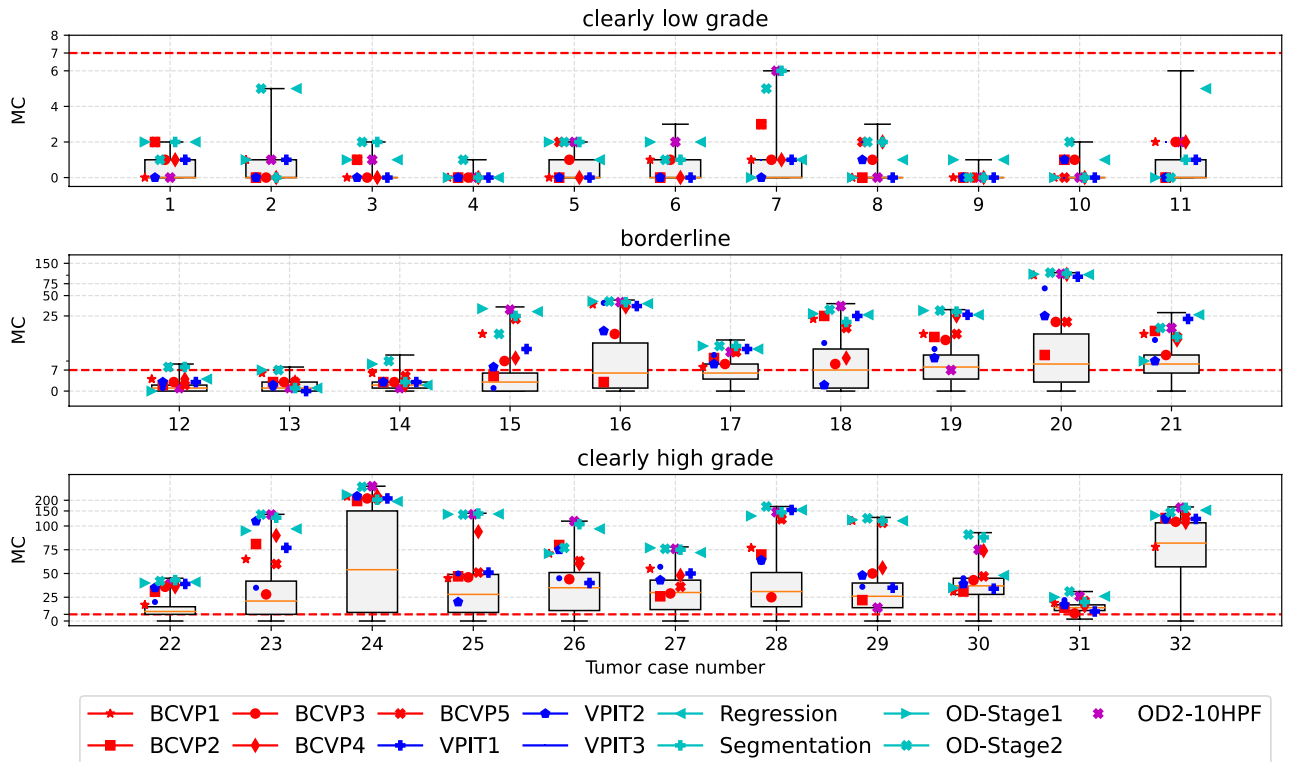 clearly low grade
MC
8
7
6
4
2
0
1 2 3 4 5 6 7 8 9 10 11
borderline
MC
150
75
50
25
7
0
12 13 14 15 16 17 18 19 20 21
clearly high grade
MC
200
150
100
75
50
25
7
0
22 23 24 25 26 27 28 29 30 31 32
Tumor case number
BCVP1 BCVP3 BCVP5 VPIT2 Regression OD-Stage1 OD2-10HPF
BCVP2 BCVP4 VPIT1 VPIT3 Segmentation OD-Stage2